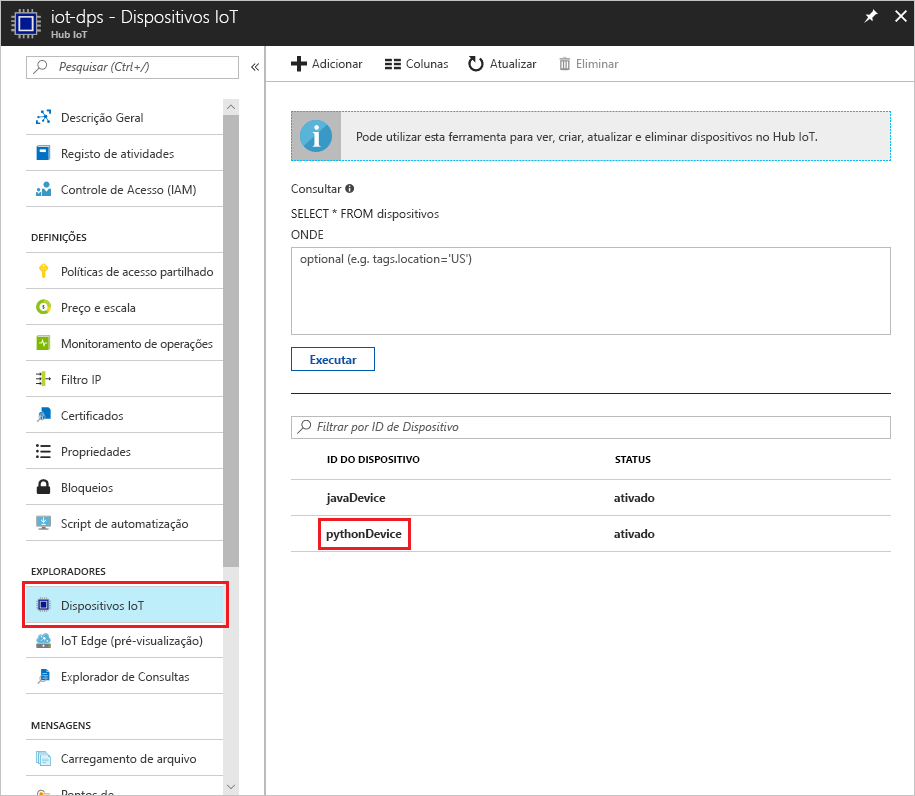 iot-dps - Dispositivos IoT
Hub IoT
Pesquisar (Ctrl+/)
Descrição Geral
Registo de atividades
Controle de Acesso (IAM)
DEFINIÇÕES
Políticas de acesso partilhado
Preço e escala
Monitoramento de operações
Filtro IP
Certificados
Propriedades
Bloqueios
Script de automatização
EXPLORADORES
Dispositivos IoT
IoT Edge (pré-visualização)
Explorador de Consultas
MENSAGENS
Carregamento de arquivo
Pontos de
Adicionar Colunas Atualizar Eliminar
Pode utilizar esta ferramenta para ver, criar, atualizar e eliminar dispositivos no Hub IoT.
Consultar
SELECT * FROM dispositivos
ONDE
optional (e.g. tags.location='US')
Executar
Filtrar por ID de Dispositivo
ID DO DISPOSITIVO STATUS
javaDevice ativado
pythonDevice ativado